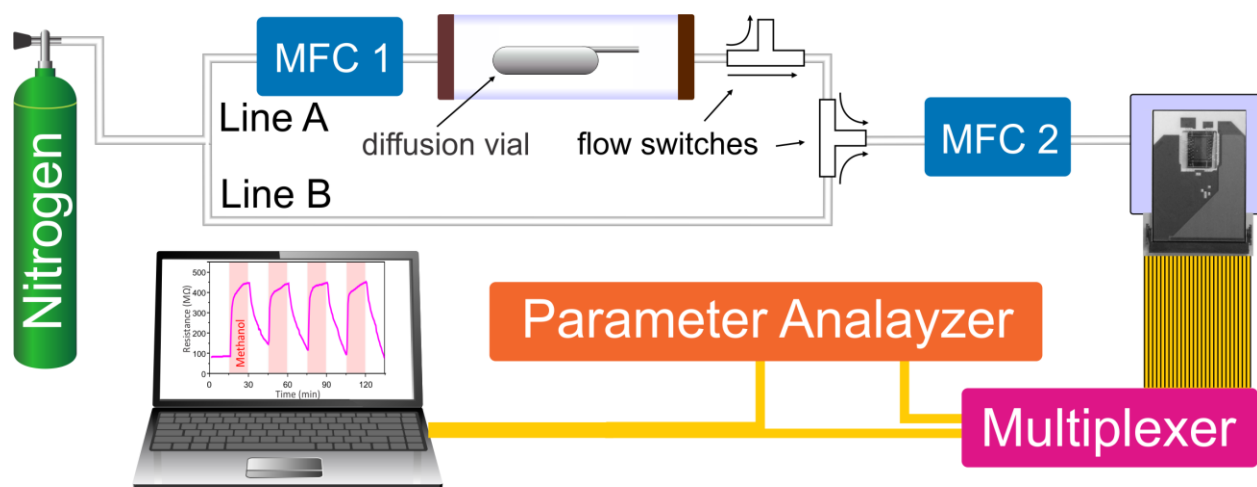 Nitrogen
MFC 1
Line A
diffusion vial
flow switches
MFC 2
Line B
Resistance (MΩ)
500
400
300
200
100
Methanol
0 30 60 90 120
Time (min)
Parameter Analayzer
Multiplexer